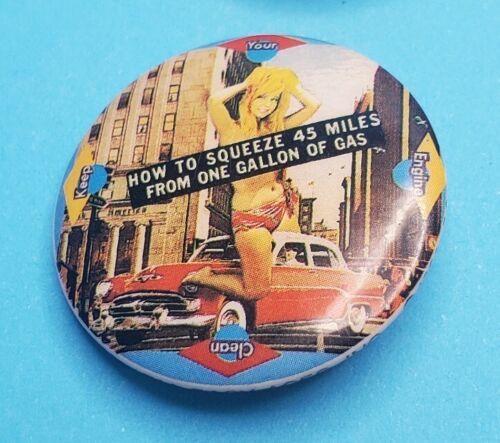 Your
HOW TO SQUEEZE 45 MILES
FROM ONE GALLON OF GAS
Keep
Engine
Clean